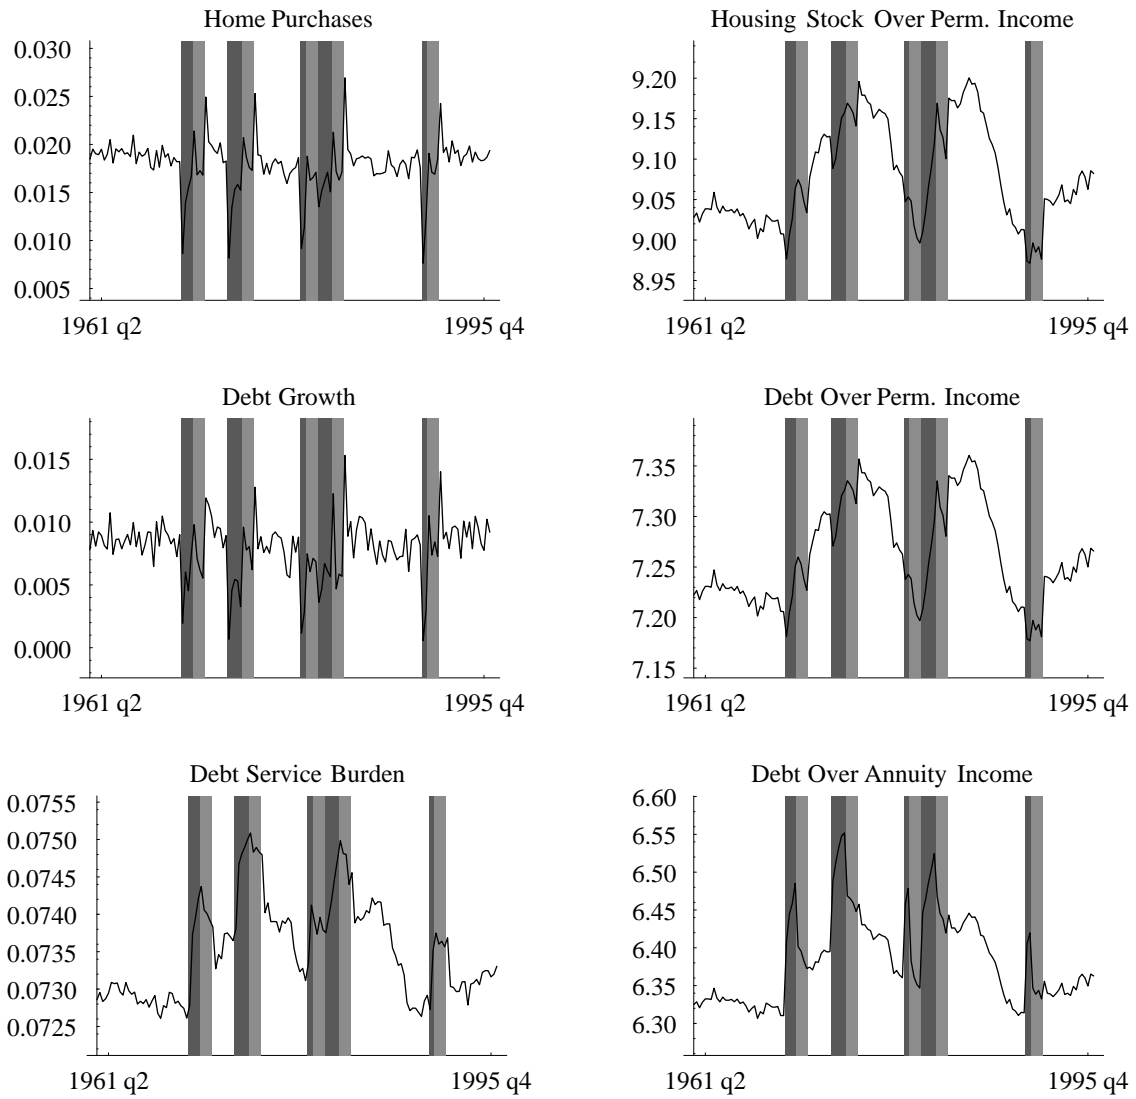 Home Purchases
0.030
0.025
0.020
0.015
0.010
0.005
1961 q2
1995 q4
Housing Stock Over Perm. Income
9.20
9.15
9.10
9.05
9.00
8.95
1961 q2
1995 q4
Debt Growth
0.015
0.010
0.005
0.000
1961 q2
1995 q4
Debt Over Perm. Income
7.35
7.30
7.25
7.20
7.15
1961 q2
1995 q4
Debt Service Burden
0.0755
0.0750
0.0745
0.0740
0.0735
0.0730
0.0725
1961 q2
1995 q4
Debt Over Annuity Income
6.60
6.55
6.50
6.45
6.40
6.35
6.30
1961 q2
1995 q4